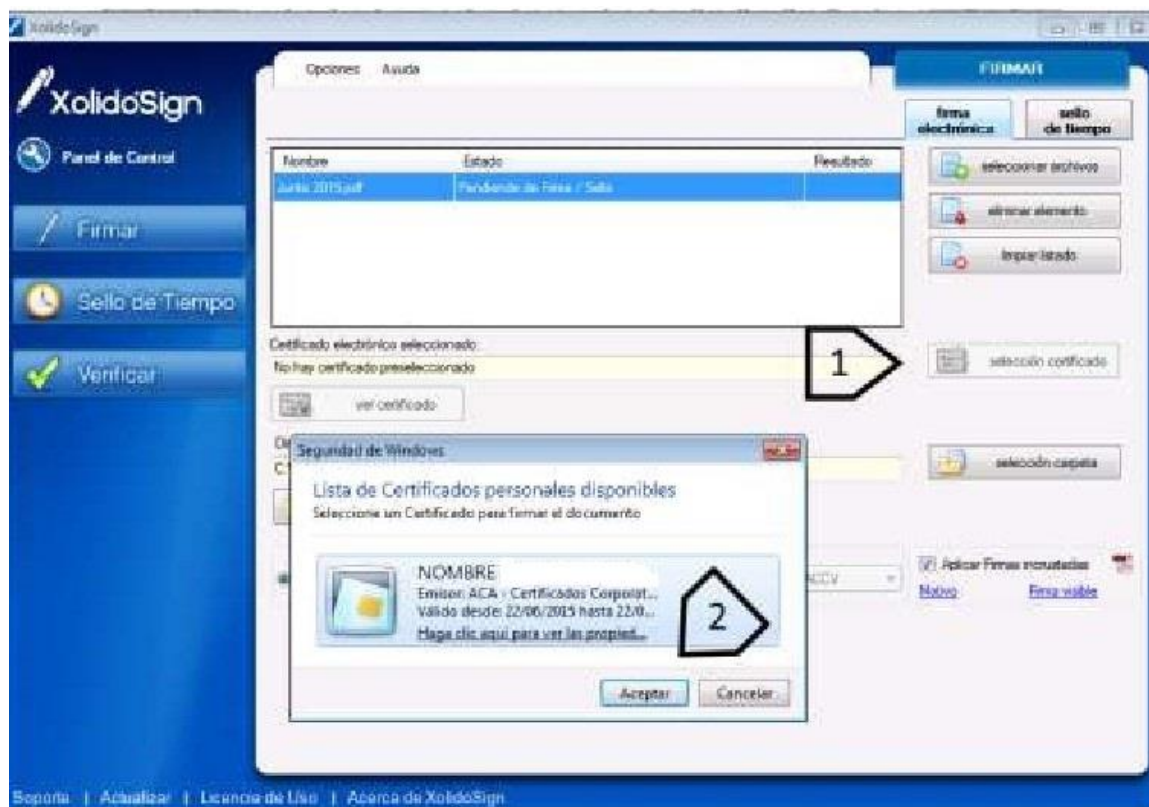 XolidoSign
XolidoSign
Panel de Control
Firmar
Sello de Tiempo
Verificar
Opciones Ayuda
FIRMAR
firma electrónica
sello de tiempo
Nombre Estado Resultado
Junio 2015.pdf Pendiende de Firma / Sello
seleccionar archivos
eliminar elemento
limpiar listado
Certificado electrónico seleccionado:
No hay certificado preseleccionado
1
selección certificado
ver certificado
selección carpeta
Seguridad de Windows
Lista de Certificados personales disponibles
Seleccione un Certificado para firmar el documento
NOMBRE
Emisor: ACA - Certificados Corporat...
Válido desde: 22/06/2015 hasta 22/0...
Haga clic aquí para ver las propied...
2
Aceptar Cancelar
ACCV
Aplicar Firmas incrustadas
Motivo Firma visible
Soporte | Actualizar | Licencia de Uso | Acerca de XolidoSign